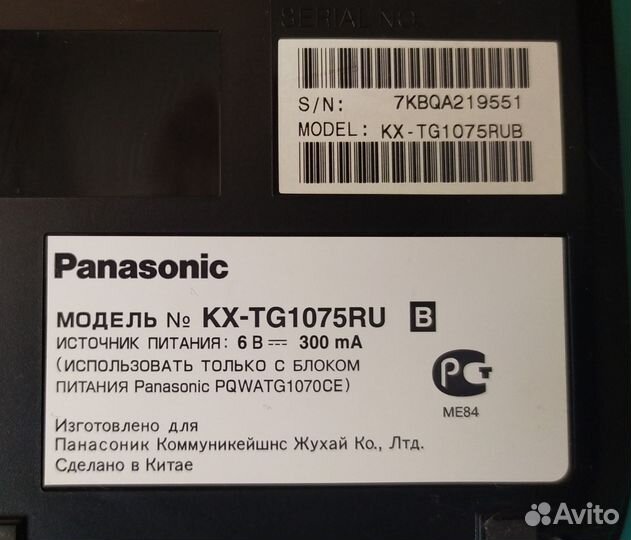 SERIAL NO.
S/N: 7KBQA219551
MODEL: KX-TG1075RUB
Panasonic
МОДЕЛЬ № KX-TG1075RU B
ИСТОЧНИК ПИТАНИЯ: 6 В ⎓ 300 mA
(ИСПОЛЬЗОВАТЬ ТОЛЬКО С БЛОКОМ
ПИТАНИЯ Panasonic PQWATG1070CE)
РСТ
ME84
Изготовлено для
Панасоник Коммуникейшнс Жухай Ко., Лтд.
Сделано в Китае
Avito